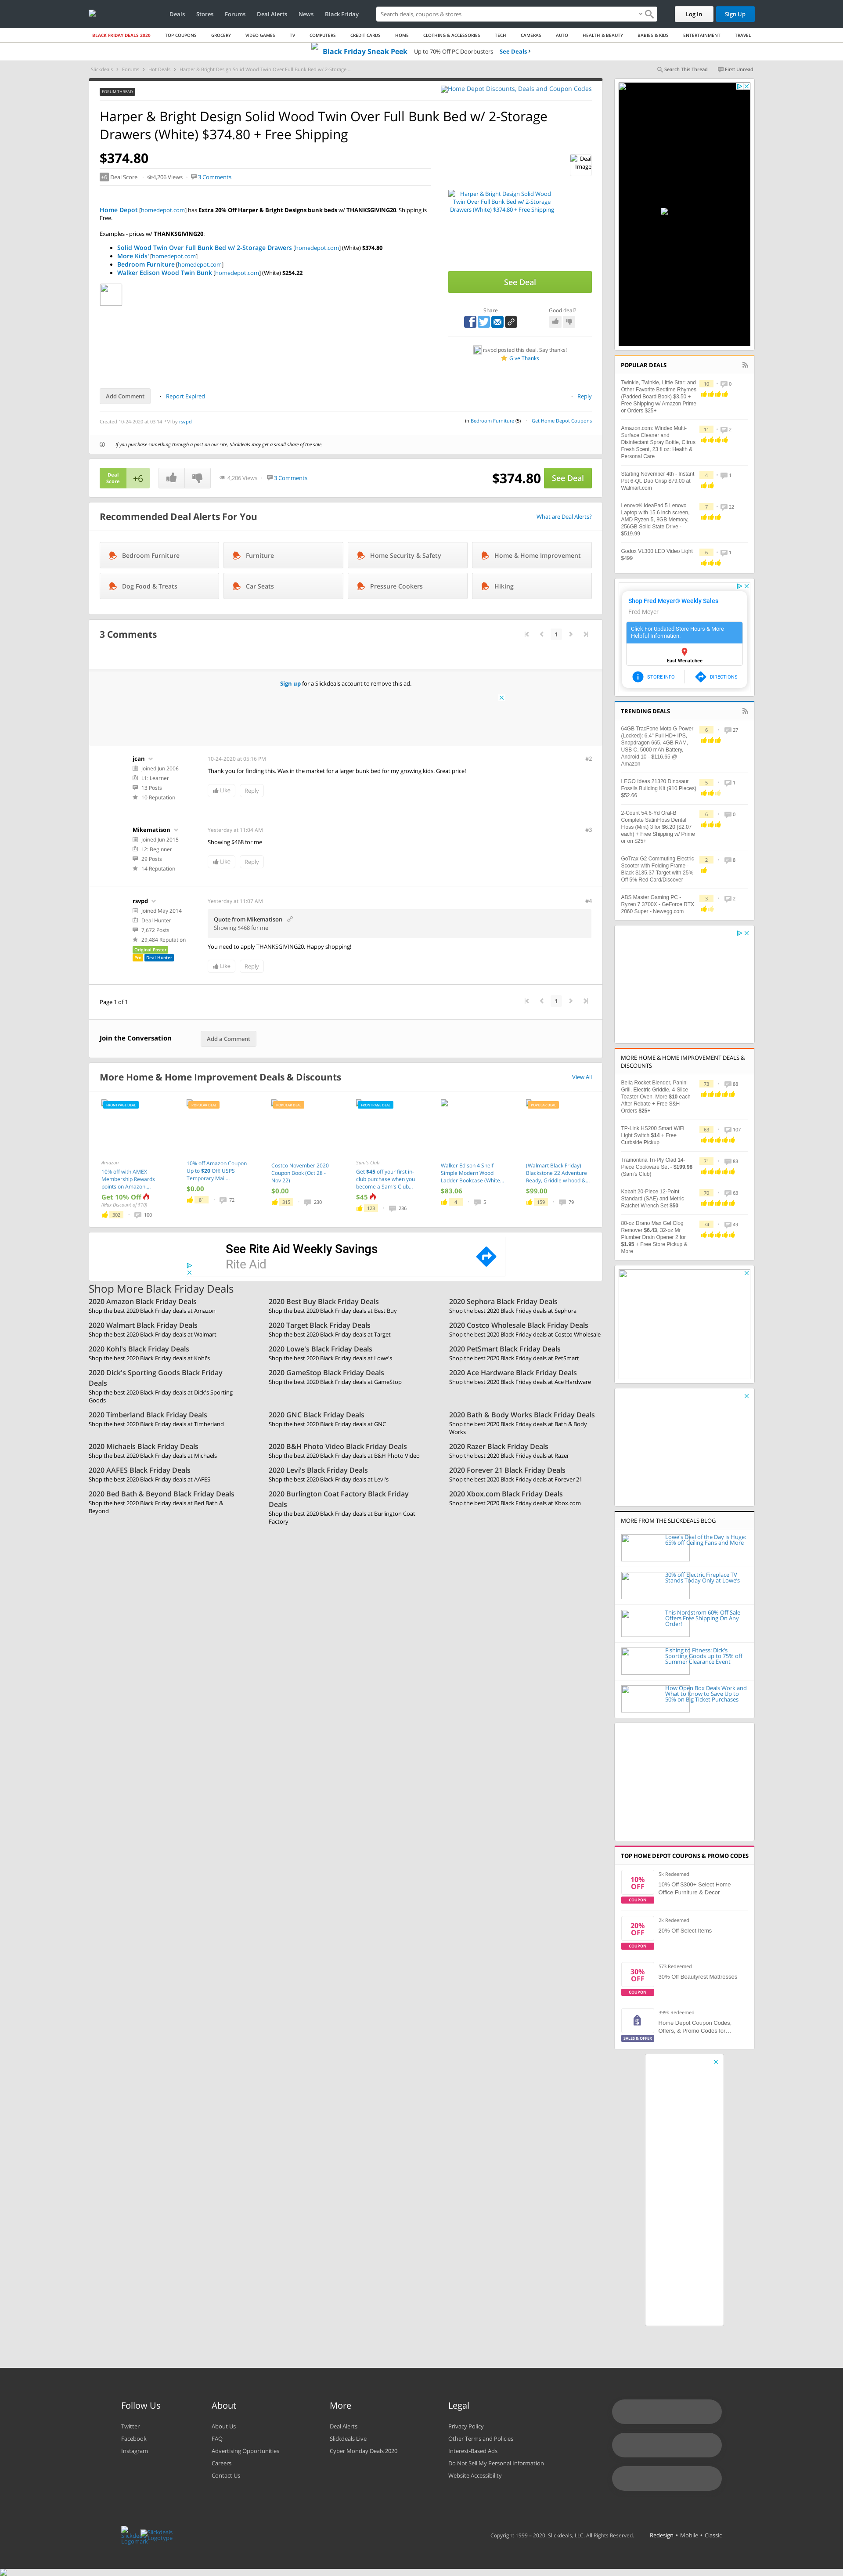 Deals Stores Forums Deal Alerts News Black Friday
Search deals, coupons & stores
Log In Sign Up
BLACK FRIDAY DEALS 2020 TOP COUPONS GROCERY VIDEO GAMES TV COMPUTERS CREDIT CARDS HOME CLOTHING & ACCESSORIES TECH CAMERAS AUTO HEALTH & BEAUTY BABIES & KIDS ENTERTAINMENT TRAVEL
Black Friday Sneak Peek Up to 70% Off PC Doorbusters See Deals
Slickdeals Forums Hot Deals Harper & Bright Design Solid Wood Twin Over Full Bunk Bed w/ 2-Storage ...
Search This Thread First Unread
FORUM THREAD
Home Depot Discounts, Deals and Coupon Codes
Harper & Bright Design Solid Wood Twin Over Full Bunk Bed w/ 2-Storage
Drawers (White) $374.80 + Free Shipping
$374.80
+6 Deal Score 4,206 Views 3 Comments
Deal
Image
Home Depot [homedepot.com] has Extra 20% Off Harper & Bright Designs bunk beds w/ THANKSGIVING20. Shipping is
Free.
Examples - prices w/ THANKSGIVING20:
Solid Wood Twin Over Full Bunk Bed w/ 2-Storage Drawers [homedepot.com] (White) $374.80
More Kids' [homedepot.com]
Bedroom Furniture [homedepot.com]
Walker Edison Wood Twin Bunk [homedepot.com] (White) $254.22
Harper & Bright Design Solid Wood
Twin Over Full Bunk Bed w/ 2-Storage
Drawers (White) $374.80 + Free Shipping
See Deal
Share Good deal?
rsvpd posted this deal. Say thanks!
Give Thanks
Add Comment Report Expired Reply
Created 10-24-2020 at 03:14 PM by rsvpd
in Bedroom Furniture (5) Get Home Depot Coupons
If you purchase something through a post on our site, Slickdeals may get a small share of the sale.
Deal
Score +6
4,206 Views 3 Comments
$374.80 See Deal
Recommended Deal Alerts For You
What are Deal Alerts?
Bedroom Furniture Furniture Home Security & Safety Home & Home Improvement
Dog Food & Treats Car Seats Pressure Cookers Hiking
3 Comments
1
Sign up for a Slickdeals account to remove this ad.
jcan
Joined Jun 2006
L1: Learner
13 Posts
10 Reputation
10-24-2020 at 05:16 PM
#2
Thank you for finding this. Was in the market for a larger bunk bed for my growing kids. Great price!
Like Reply
Mikematison
Joined Jun 2015
L2: Beginner
29 Posts
14 Reputation
Yesterday at 11:04 AM
#3
Showing $468 for me
Like Reply
rsvpd
Joined May 2014
Deal Hunter
7,672 Posts
29,484 Reputation
Original Poster
Pro Deal Hunter
Yesterday at 11:07 AM
#4
Quote from Mikematison
Showing $468 for me
You need to apply THANKSGIVING20. Happy shopping!
Like Reply
Page 1 of 1
1
Join the Conversation
Add a Comment
More Home & Home Improvement Deals & Discounts
View All
FRONTPAGE DEAL
Amazon
10% off with AMEX
Membership Rewards
points on Amazon....
Get 10% Off
(Max Discount of $10)
302 100
POPULAR DEAL
10% off Amazon Coupon
Up to $20 Off: USPS
Temporary Mail...
$0.00
81 72
POPULAR DEAL
Costco November 2020
Coupon Book (Oct 28 -
Nov 22)
$0.00
315 230
FRONTPAGE DEAL
Sam's Club
Get $45 off your first in-
club purchase when you
become a Sam's Club...
$45
123 236
Walker Edison 4 Shelf
Simple Modern Wood
Ladder Bookcase (White...
$83.06
4 5
POPULAR DEAL
(Walmart Black Friday)
Blackstone 22 Adventure
Ready, Griddle w hood &...
$99.00
159 79
See Rite Aid Weekly Savings
Rite Aid
Shop More Black Friday Deals
2020 Amazon Black Friday Deals
Shop the best 2020 Black Friday deals at Amazon
2020 Best Buy Black Friday Deals
Shop the best 2020 Black Friday deals at Best Buy
2020 Sephora Black Friday Deals
Shop the best 2020 Black Friday deals at Sephora
2020 Walmart Black Friday Deals
Shop the best 2020 Black Friday deals at Walmart
2020 Target Black Friday Deals
Shop the best 2020 Black Friday deals at Target
2020 Costco Wholesale Black Friday Deals
Shop the best 2020 Black Friday deals at Costco Wholesale
2020 Kohl's Black Friday Deals
Shop the best 2020 Black Friday deals at Kohl's
2020 Lowe's Black Friday Deals
Shop the best 2020 Black Friday deals at Lowe's
2020 PetSmart Black Friday Deals
Shop the best 2020 Black Friday deals at PetSmart
2020 Dick's Sporting Goods Black Friday
Deals
Shop the best 2020 Black Friday deals at Dick's Sporting
Goods
2020 GameStop Black Friday Deals
Shop the best 2020 Black Friday deals at GameStop
2020 Ace Hardware Black Friday Deals
Shop the best 2020 Black Friday deals at Ace Hardware
2020 Timberland Black Friday Deals
Shop the best 2020 Black Friday deals at Timberland
2020 GNC Black Friday Deals
Shop the best 2020 Black Friday deals at GNC
2020 Bath & Body Works Black Friday Deals
Shop the best 2020 Black Friday deals at Bath & Body
Works
2020 Michaels Black Friday Deals
Shop the best 2020 Black Friday deals at Michaels
2020 B&H Photo Video Black Friday Deals
Shop the best 2020 Black Friday deals at B&H Photo Video
2020 Razer Black Friday Deals
Shop the best 2020 Black Friday deals at Razer
2020 AAFES Black Friday Deals
Shop the best 2020 Black Friday deals at AAFES
2020 Levi's Black Friday Deals
Shop the best 2020 Black Friday deals at Levi's
2020 Forever 21 Black Friday Deals
Shop the best 2020 Black Friday deals at Forever 21
2020 Bed Bath & Beyond Black Friday Deals
Shop the best 2020 Black Friday deals at Bed Bath &
Beyond
2020 Burlington Coat Factory Black Friday
Deals
Shop the best 2020 Black Friday deals at Burlington Coat
Factory
2020 Xbox.com Black Friday Deals
Shop the best 2020 Black Friday deals at Xbox.com
POPULAR DEALS
Twinkle, Twinkle, Little Star: and
Other Favorite Bedtime Rhymes
(Padded Board Book) $3.50 +
Free Shipping w/ Amazon Prime
or Orders $25+
10 0
Amazon.com: Windex Multi-
Surface Cleaner and
Disinfectant Spray Bottle, Citrus
Fresh Scent, 23 fl oz: Health &
Personal Care
11 2
Starting November 4th - Instant
Pot 6-Qt. Duo Crisp $79.00 at
Walmart.com
4 1
Lenovo® IdeaPad 5 Lenovo
Laptop with 15.6 inch screen,
AMD Ryzen 5, 8GB Memory,
256GB Solid State Drive -
$519.99
7 22
Godox VL300 LED Video Light
$499
6 1
Shop Fred Meyer® Weekly Sales
Fred Meyer
Click For Updated Store Hours & More
Helpful Information.
East Wenatchee
STORE INFO DIRECTIONS
TRENDING DEALS
64GB TracFone Moto G Power
(Locked): 6.4" Full HD+ IPS,
Snapdragon 665, 4GB RAM,
USB C, 5000 mAh Battery,
Android 10 - $118.65 @
Amazon
6 27
LEGO Ideas 21320 Dinosaur
Fossils Building Kit (910 Pieces)
$52.66
5 1
2-Count 54.6-Yd Oral-B
Complete SatinFloss Dental
Floss (Mint) 3 for $6.20 ($2.07
each) + Free Shipping w/ Prime
or on $25+
6 0
GoTrax G2 Commuting Electric
Scooter with Folding Frame -
Black $135.37 Target with 25%
Off 5% Red Card/Discover
2 8
ABS Master Gaming PC -
Ryzen 7 3700X - GeForce RTX
2060 Super - Newegg.com
3 2
MORE HOME & HOME IMPROVEMENT DEALS &
DISCOUNTS
Bella Rocket Blender, Panini
Grill, Electric Griddle, 4-Slice
Toaster Oven, More $10 each
After Rebate + Free S&H
Orders $25+
73 98
TP-Link HS200 Smart WiFi
Light Switch $14 + Free
Curbside Pickup
63 107
Tramontina Tri-Ply Clad 14-
Piece Cookware Set - $199.98
(Sam's Club)
71 83
Kobalt 20-Piece 12-Point
Standard (SAE) and Metric
Ratchet Wrench Set $50
70 63
80-oz Drano Max Gel Clog
Remover $6.43, 32-oz Mr
Plumber Drain Opener 2 for
$1.95 + Free Store Pickup &
More
74 49
MORE FROM THE SLICKDEALS BLOG
Lowe's Deal of the Day is Huge:
65% off Ceiling Fans and More
30% off Electric Fireplace TV
Stands Today Only at Lowe's
This Nordstrom 60% Off Sale
Offers Free Shipping On Any
Order!
Fishing to Fitness: Dick's
Sporting Goods up to 75% off
Summer Clearance Event
How Open Box Deals Work and
What to Know to Save Up to
50% on Big Ticket Purchases
TOP HOME DEPOT COUPONS & PROMO CODES
10%
OFF
COUPON
5k Redeemed
10% Off $300+ Select Home
Office Furniture & Decor
20%
OFF
COUPON
2k Redeemed
20% Off Select Items
30%
OFF
COUPON
573 Redeemed
30% Off Beautyrest Mattresses
SALES & OFFER
399k Redeemed
Home Depot Coupon Codes,
Offers, & Promo Codes for...
Follow Us
Twitter
Facebook
Instagram
About
About Us
FAQ
Advertising Opportunities
Careers
Contact Us
More
Deal Alerts
Slickdeals Live
Cyber Monday Deals 2020
Legal
Privacy Policy
Other Terms and Policies
Interest-Based Ads
Do Not Sell My Personal Information
Website Accessibility
Slickdeals
Logomark
Slickdeals
Logotype
Copyright 1999 - 2020. Slickdeals, LLC. All Rights Reserved. Redesign • Mobile • Classic